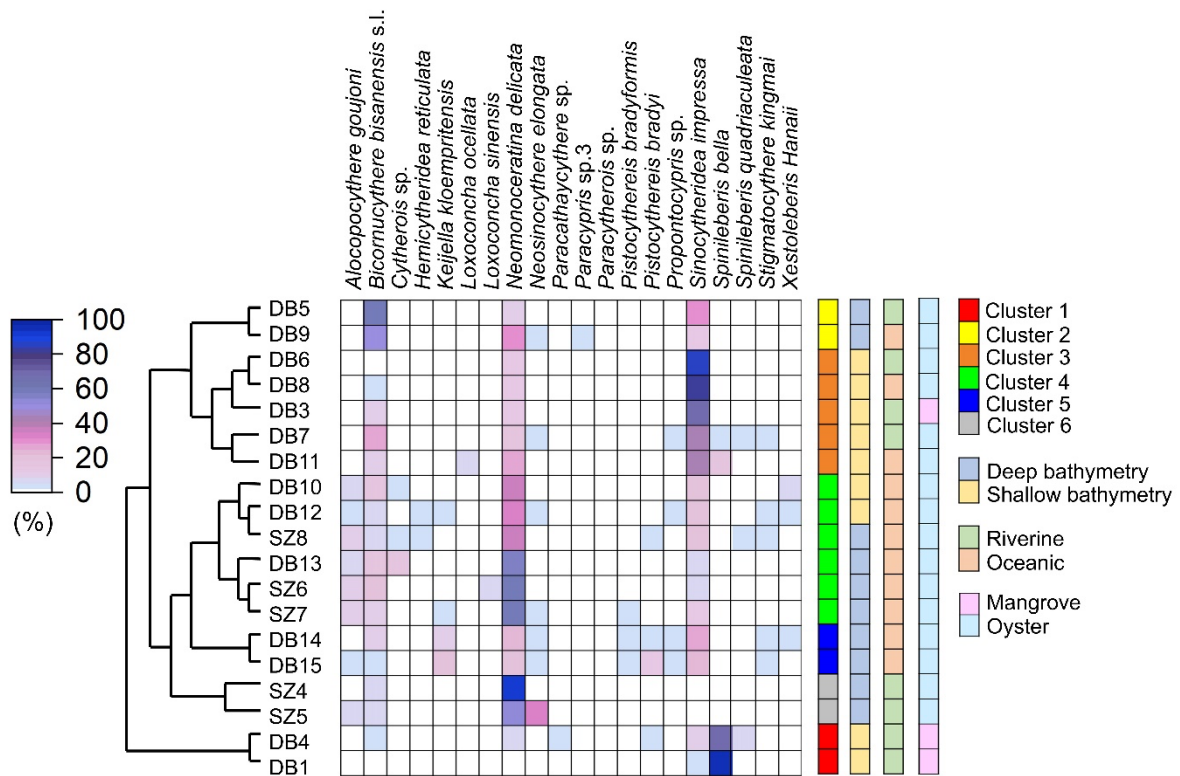 Alocopocythere goujoni
Bicornucythere bisanensis s.l.
Cytherois sp.
Hemicytheridea reticulata
Keijella kloempritensis
Loxoconcha ocellata
Loxoconcha sinensis
Neomonoceratina delicata
Neosinocythere elongata
Paracathaycythere sp.
Paracypris sp.3
Paracytherois sp.
Pistocythereis bradyformis
Pistocythereis bradyi
Propontocypris sp.
Sinocytheridea impressa
Spinileberis bella
Spinileberis quadriaculeata
Stigmatocythere kingmai
Xestoleberis Hanaii
100
80
60
40
20
0
(%)
DB5
DB9
DB6
DB8
DB3
DB7
DB11
DB10
DB12
SZ8
DB13
SZ6
SZ7
DB14
DB15
SZ4
SZ5
DB4
DB1
Cluster 1
Cluster 2
Cluster 3
Cluster 4
Cluster 5
Cluster 6
Deep bathymetry
Shallow bathymetry
Riverine
Oceanic
Mangrove
Oyster